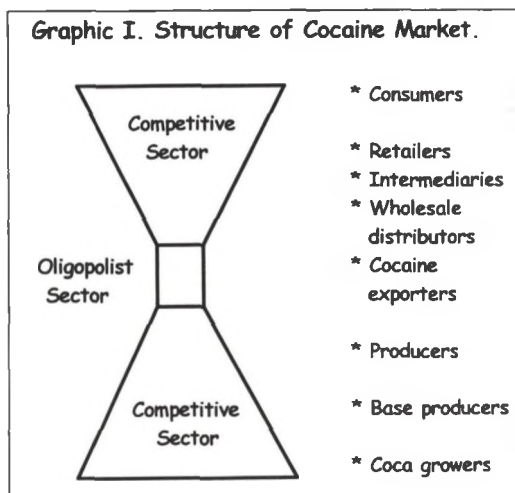 Graphic I. Structure of Cocaine Market.
Competitive
Sector
Oligopolist
Sector
Competitive
Sector
* Consumers
* Retailers
* Intermediaries
* Wholesale
distributors
* Cocaine
exporters
* Producers
* Base producers
* Coca growers